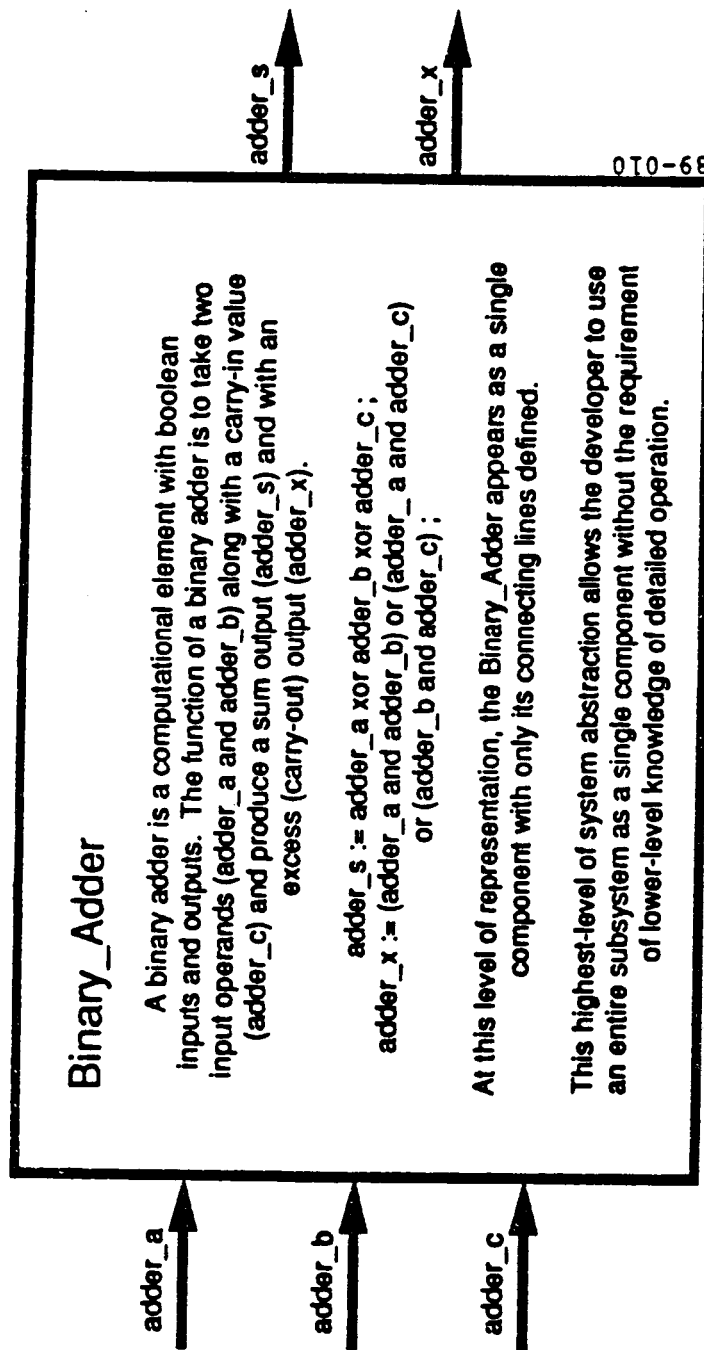 Binary_Adder
A binary adder is a computational element with boolean
inputs and outputs. The function of a binary adder is to take two
input operands (adder_a and adder_b) along with a carry-in value
(adder_c) and produce a sum output (adder_s) and with an
excess (carry-out) output (adder_x).
adder_s := adder_a xor adder_b xor adder_c ;
adder_x := (adder_a and adder_b) or (adder_a and adder_c)
or (adder_b and adder_c) ;
At this level of representation, the Binary_Adder appears as a single
component with only its connecting lines defined.
This highest-level of system abstraction allows the developer to use
an entire subsystem as a single component without the requirement
of lower-level knowledge of detailed operation.
adder_a
adder_b
adder_c
adder_s
adder_x
89-010